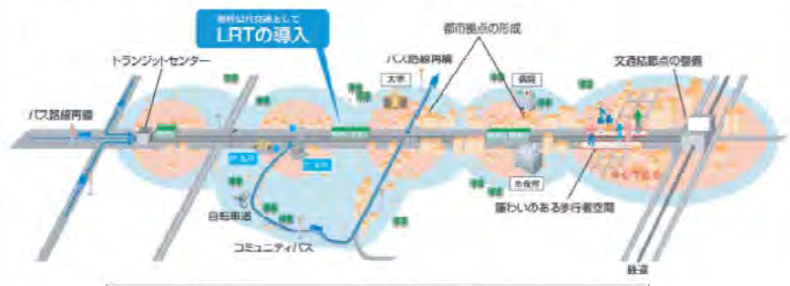 基幹公共交通として
LRTの導入
都市拠点の形成
バス路線再編
トランジットセンター
大学
病院
交通結節点の整備
バス路線再編
市役所
賑わいのある歩行者空間
自転車道
コミュニティバス
鉄道